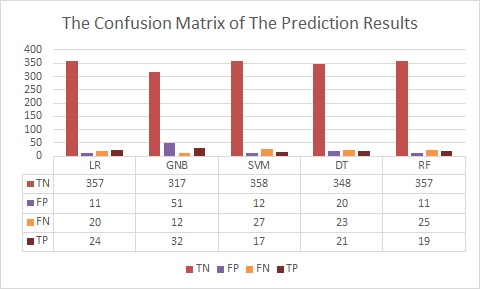 The Confusion Matrix of The Prediction Results
400
350
300
250
200
150
100
50
0
LR GNB SVM DT RF
TN 357 317 358 348 357
FP 11 51 12 20 11
FN 20 12 27 23 25
TP 24 32 17 21 19
TN FP FN TP